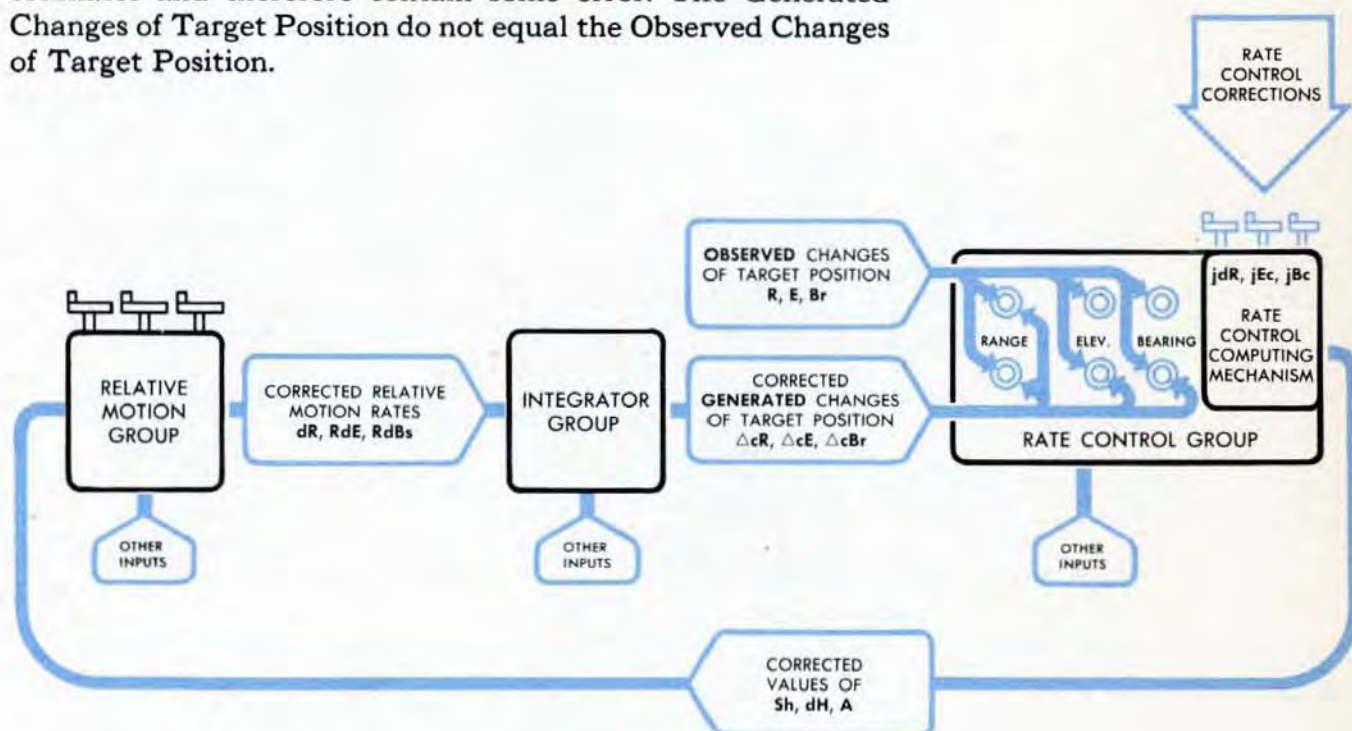 Changes of Target Position do not equal the Observed Changes
of Target Position.
RATE
CONTROL
CORRECTIONS
OBSERVED CHANGES
OF TARGET POSITION
R, E, Br
jdR, jEc, jBc
RATE
CONTROL
COMPUTING
MECHANISM
RANGE
ELEV.
BEARING
RELATIVE
MOTION
GROUP
CORRECTED RELATIVE
MOTION RATES
dR, RdE, RdBs
INTEGRATOR
GROUP
CORRECTED
GENERATED CHANGES
OF TARGET POSITION
△cR, △cE, △cBr
RATE CONTROL GROUP
OTHER
INPUTS
OTHER
INPUTS
OTHER
INPUTS
CORRECTED
VALUES OF
Sh, dH, A